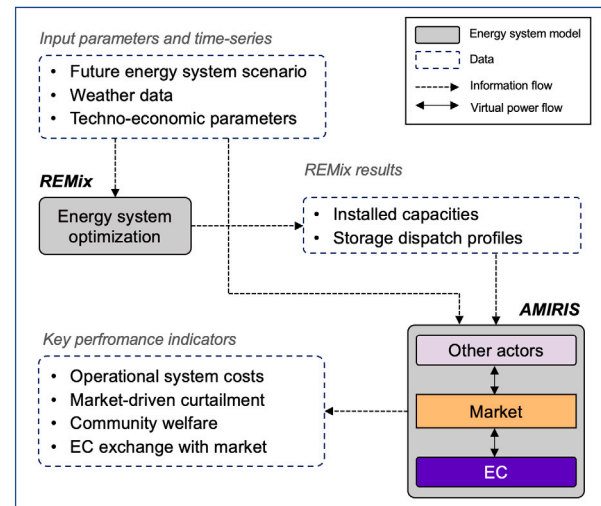 Input parameters and time-series
• Future energy system scenario
• Weather data
• Techno-economic parameters
Energy system model
Data
Information flow
Virtual power flow
REMix
Energy system
optimization
REMix results
• Installed capacities
• Storage dispatch profiles
AMIRIS
Other actors
Market
EC
Key perfromance indicators
• Operational system costs
• Market-driven curtailment
• Community welfare
• EC exchange with market